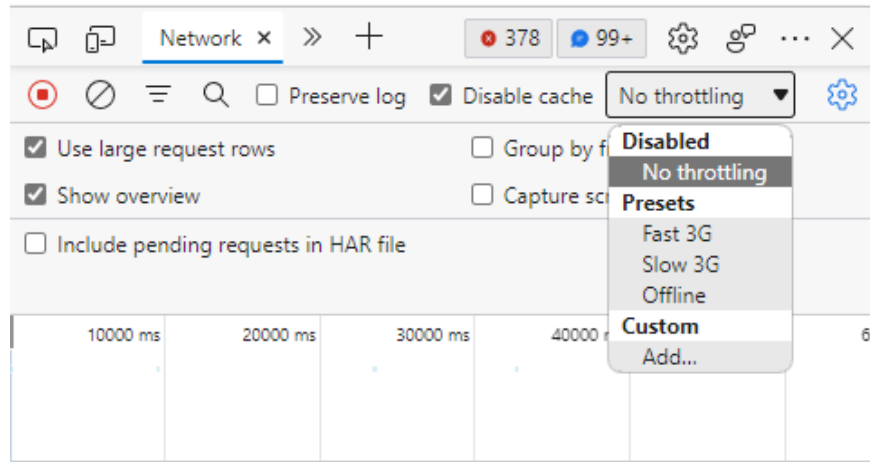 Network
378
99+
Preserve log
Disable cache
No throttling
Use large request rows
Group by f
Show overview
Capture scr
Include pending requests in HAR file
Disabled
No throttling
Presets
Fast 3G
Slow 3G
Offline
Custom
Add...
10000 ms
20000 ms
30000 ms
40000
6